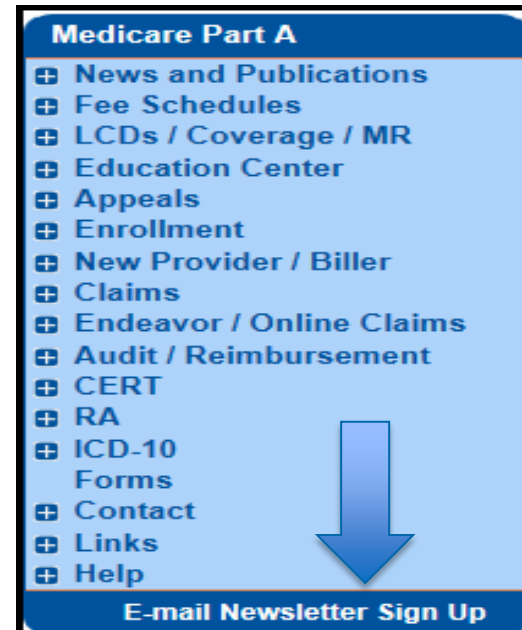 Medicare Part A
News and Publications
Fee Schedules
LCDs / Coverage / MR
Education Center
Appeals
Enrollment
New Provider / Biller
Claims
Endeavor / Online Claims
Audit / Reimbursement
CERT
RA
ICD-10
Forms
Contact
Links
Help
E-mail Newsletter Sign Up